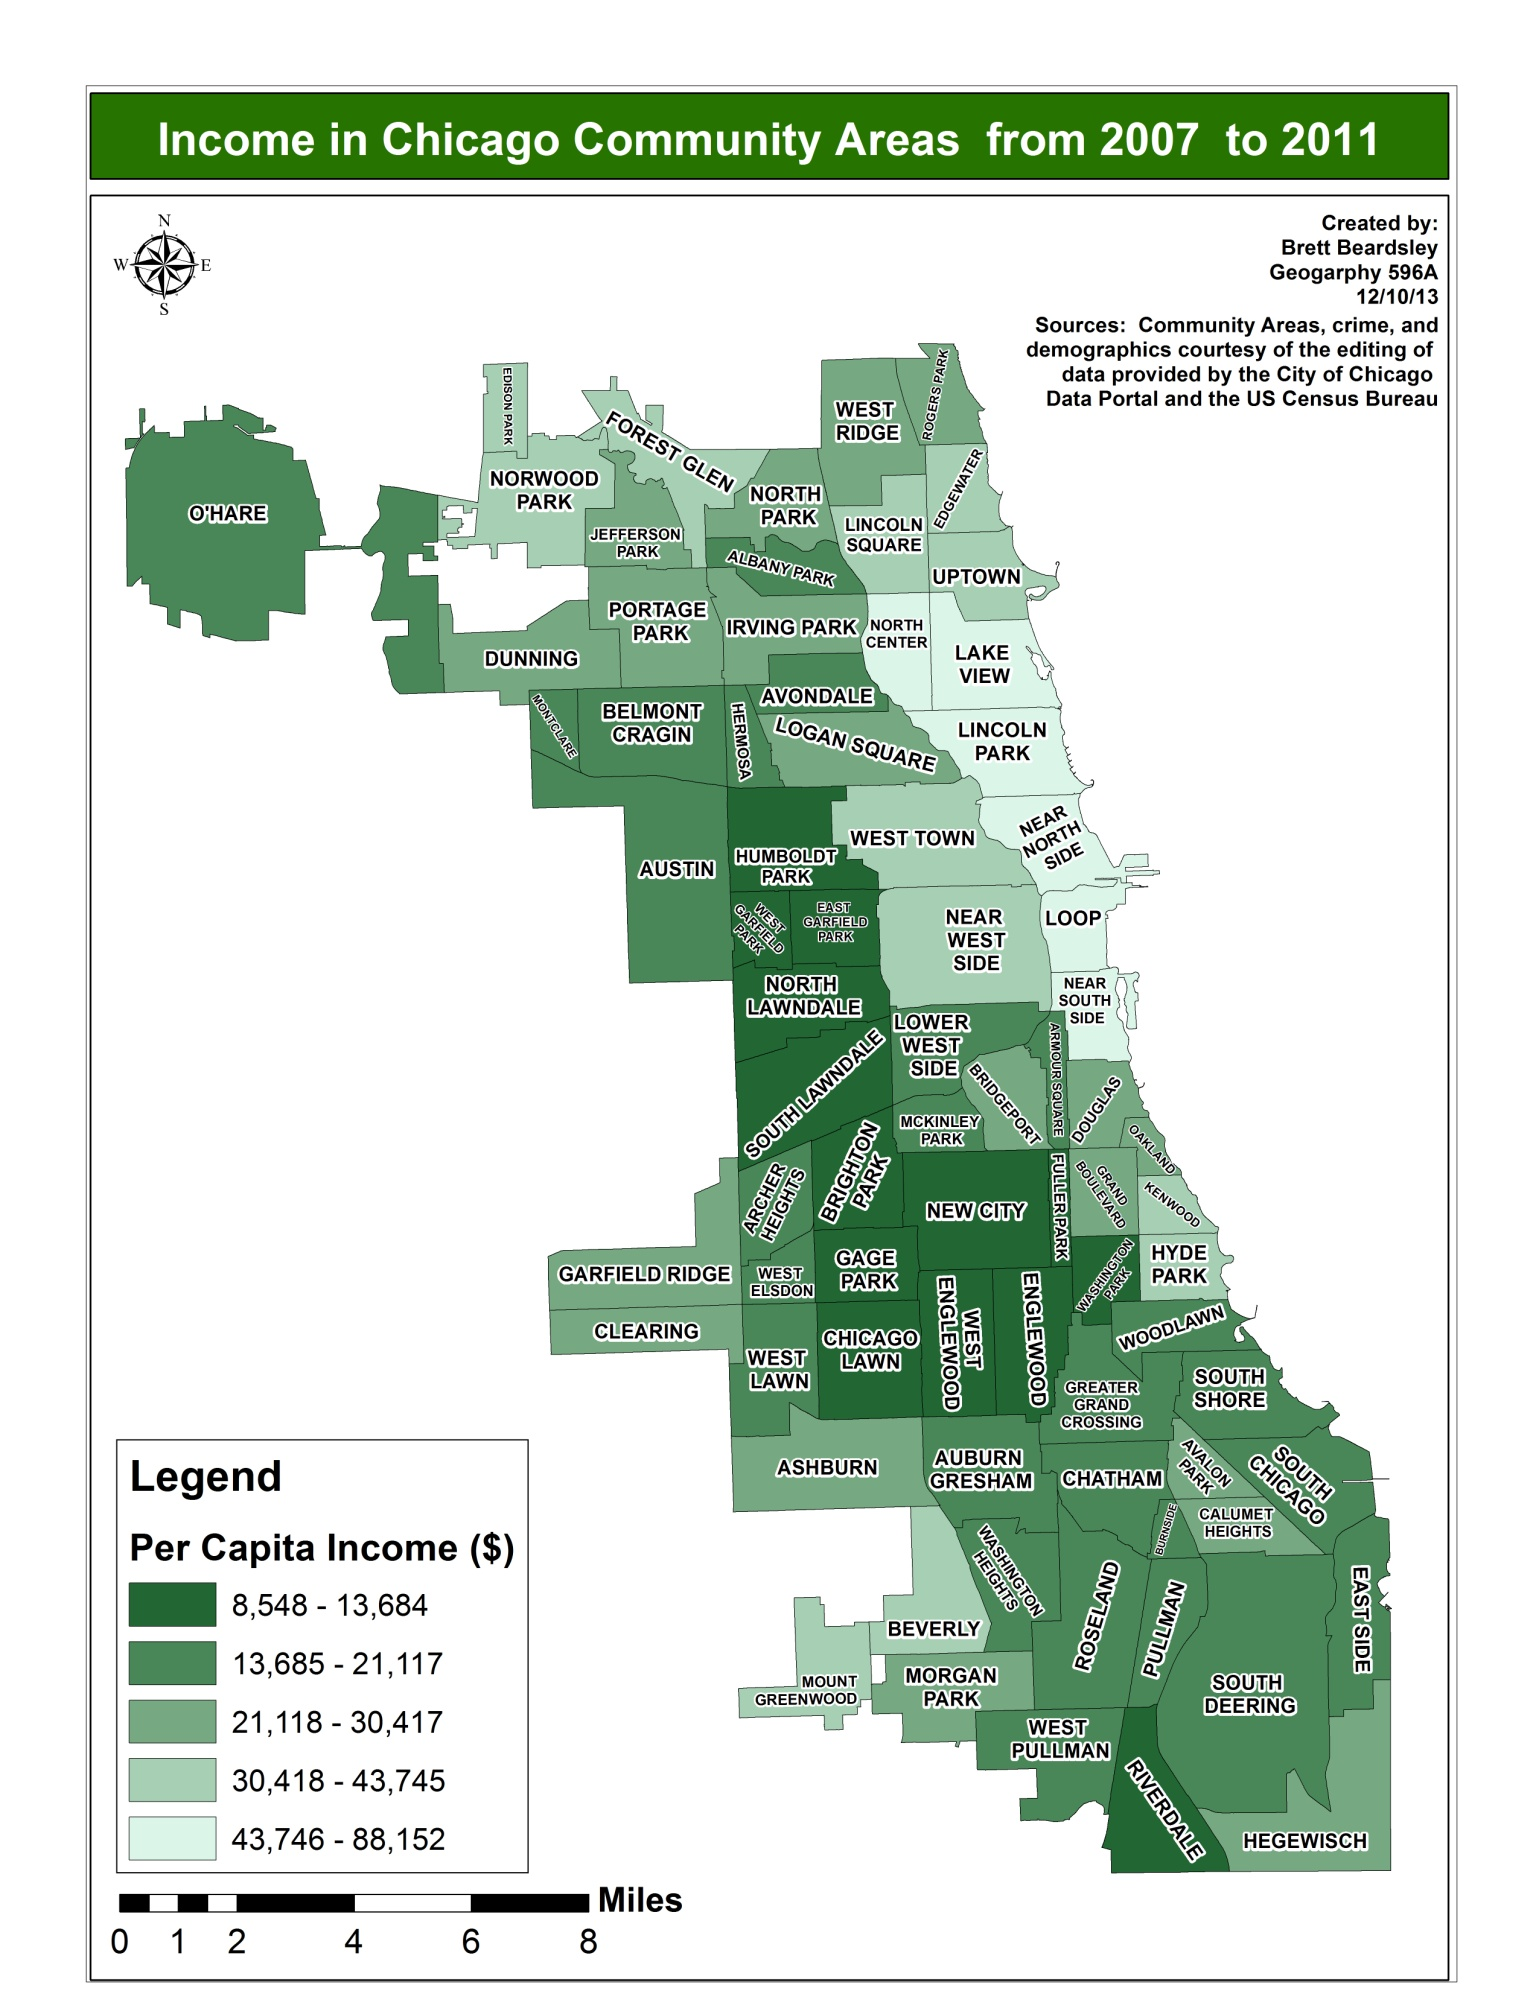 Income in Chicago Community Areas  from 2007  to 2011
N
W
E
S
Created by:
Brett Beardsley
Geogarphy 596A
12/10/13
Sources:  Community Areas, crime, and
demographics courtesy of the editing of
data provided by the City of Chicago
Data Portal and the US Census Bureau
EDISON PARK
FOREST GLEN
WEST
RIDGE
ROGERS PARK
O'HARE
NORWOOD
PARK
JEFFERSON
PARK
NORTH
PARK
LINCOLN
SQUARE
EDGEWATER
ALBANY PARK
UPTOWN
PORTAGE
PARK
IRVING PARK
NORTH
CENTER
LAKE
VIEW
DUNNING
MONTCLARE
BELMONT
CRAGIN
HERMOSA
AVONDALE
LOGAN SQUARE
LINCOLN
PARK
AUSTIN
HUMBOLDT
PARK
WEST TOWN
NEAR
NORTH
SIDE
WEST
GARFIELD
PARK
EAST
GARFIELD
PARK
NEAR
WEST
SIDE
LOOP
NORTH
LAWNDALE
NEAR
SOUTH
SIDE
LOWER
WEST
SIDE
SOUTH LAWNDALE
BRIDGEPORT
ARMOUR SQUARE
DOUGLAS
MCKINLEY
PARK
OAKLAND
ARCHER
HEIGHTS
BRIGHTON
PARK
NEW CITY
FULLER PARK
GRAND
BOULEVARD
KENWOOD
GARFIELD RIDGE
WEST
ELSDON
GAGE
PARK
WASHINGTON
PARK
HYDE
PARK
CLEARING
WEST
LAWN
CHICAGO
LAWN
WEST
ENGLEWOOD
ENGLEWOOD
WOODLAWN
GREATER
GRAND
CROSSING
SOUTH
SHORE
ASHBURN
AUBURN
GRESHAM
CHATHAM
AVALON
PARK
SOUTH
CHICAGO
BURNSIDE
CALUMET
HEIGHTS
WASHINGTON
HEIGHTS
ROSELAND
PULLMAN
EAST SIDE
BEVERLY
MOUNT
GREENWOOD
MORGAN
PARK
SOUTH
DEERING
WEST
PULLMAN
RIVERDALE
HEGEWISCH
Legend
Per Capita Income ($)
8,548 - 13,684
13,685 - 21,117
21,118 - 30,417
30,418 - 43,745
43,746 - 88,152
Miles
0 1 2 4 6 8